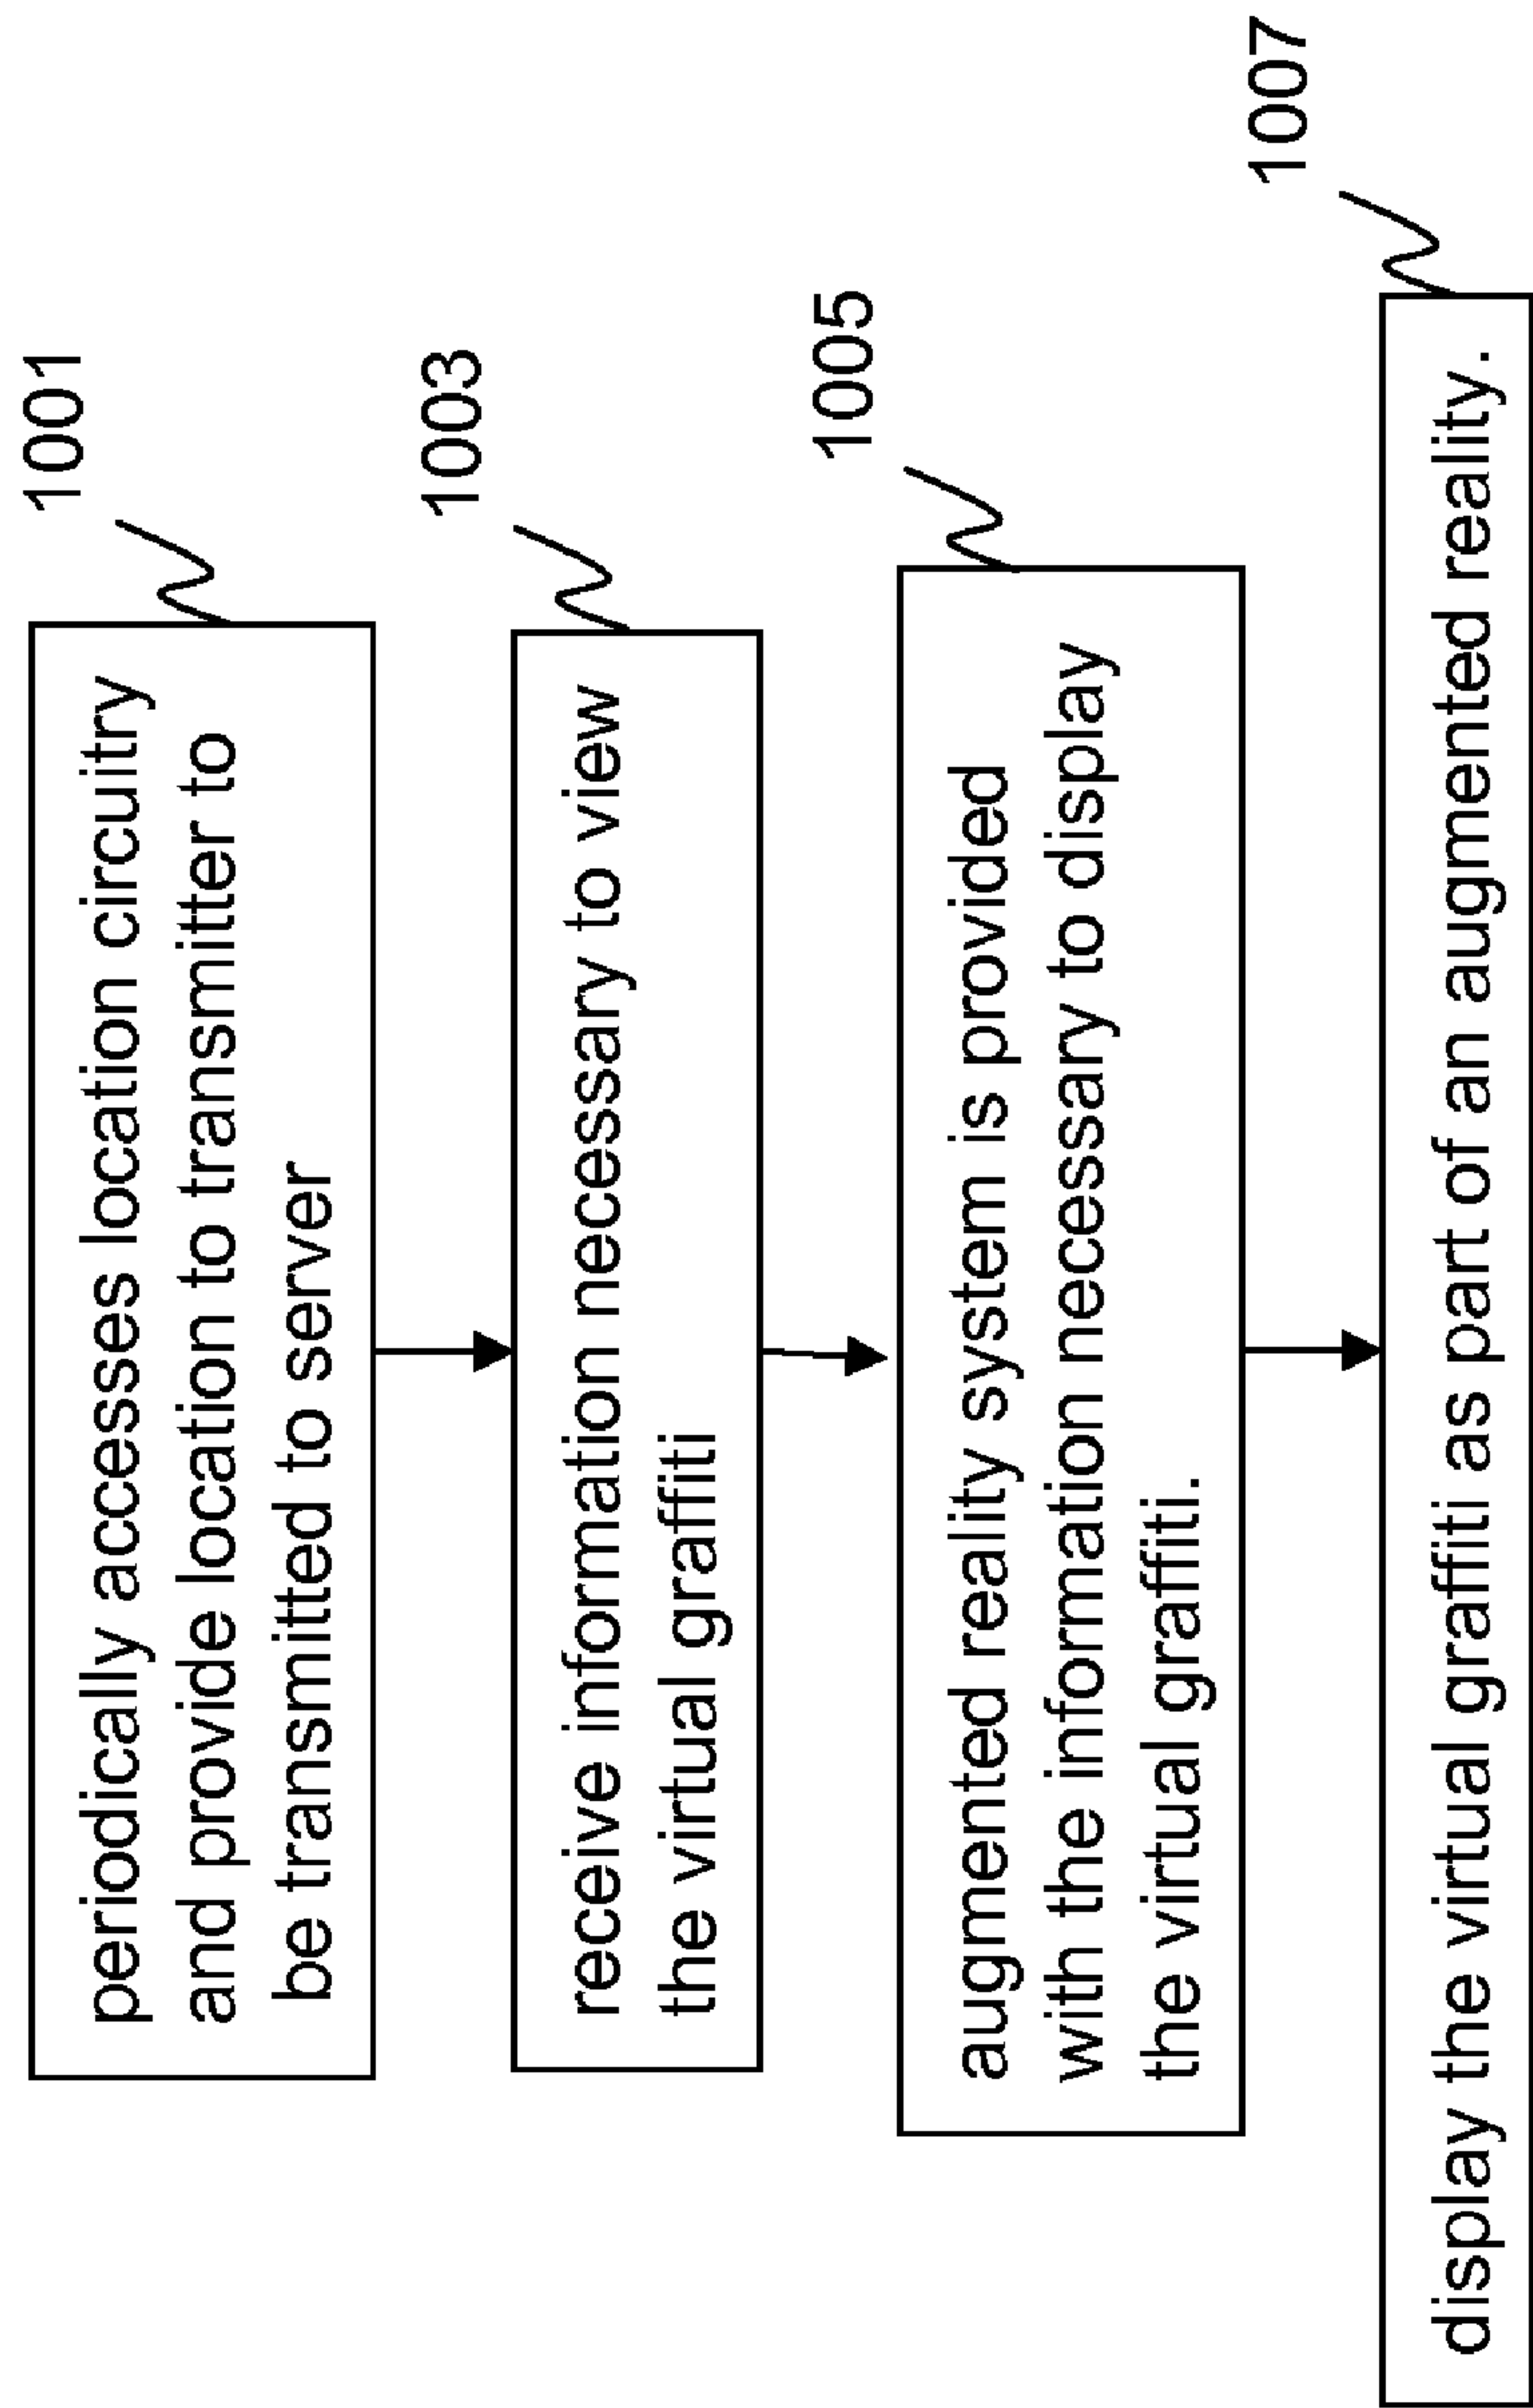 1001
periodically accesses location circuitry
and provide location to transmitter to
be transmitted to server
1003
receive information necessary to view
the virtual graffiti
1005
augmented reality system is provided
with the information necessary to display
the virtual graffiti.
1007
display the virtual graffiti as part of an augmented reality.